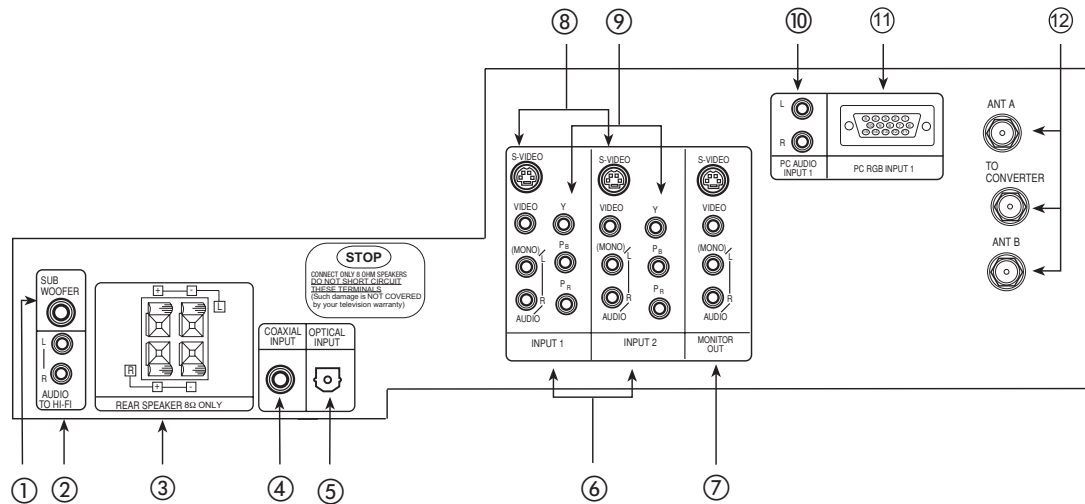 ⑧ ⑨ ⑩ ⑪ ⑫
L
R
PC AUDIO
INPUT 1
PC RGB INPUT 1
ANT A
TO
CONVERTER
ANT B
S-VIDEO
VIDEO
(MONO)
L
R
AUDIO
Y
PB
PR
INPUT 1
S-VIDEO
VIDEO
(MONO)
L
R
AUDIO
Y
PB
PR
INPUT 2
S-VIDEO
VIDEO
(MONO)
L
R
AUDIO
MONITOR
OUT
STOP
CONNECT ONLY 8 OHM SPEAKERS
DO NOT SHORT CIRCUIT
THESE TERMINALS
(Such damage is NOT COVERED
by your television warranty)
SUB
WOOFER
L
R
AUDIO
TO HI-FI
+ -
L
R
+ -
REAR SPEAKER 8Ω ONLY
COAXIAL
INPUT
OPTICAL
INPUT
① ② ③ ④ ⑤ ⑥ ⑦